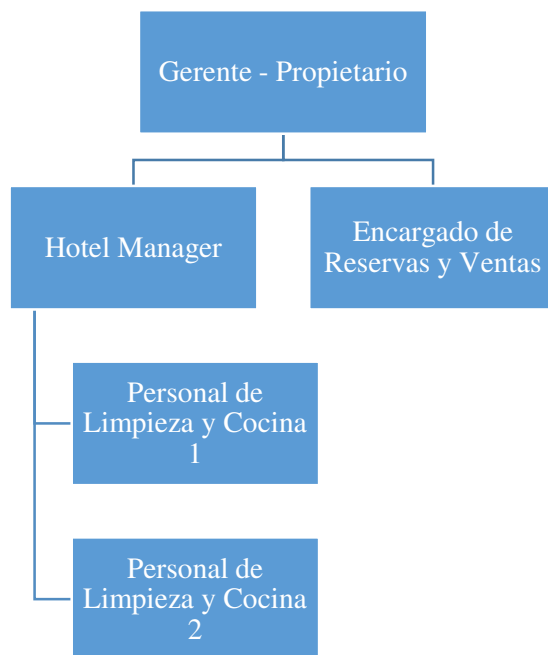 Gerente - Propietario
Hotel Manager
Encargado de
Reservas y Ventas
Personal de
Limpieza y Cocina
1
Personal de
Limpieza y Cocina
2